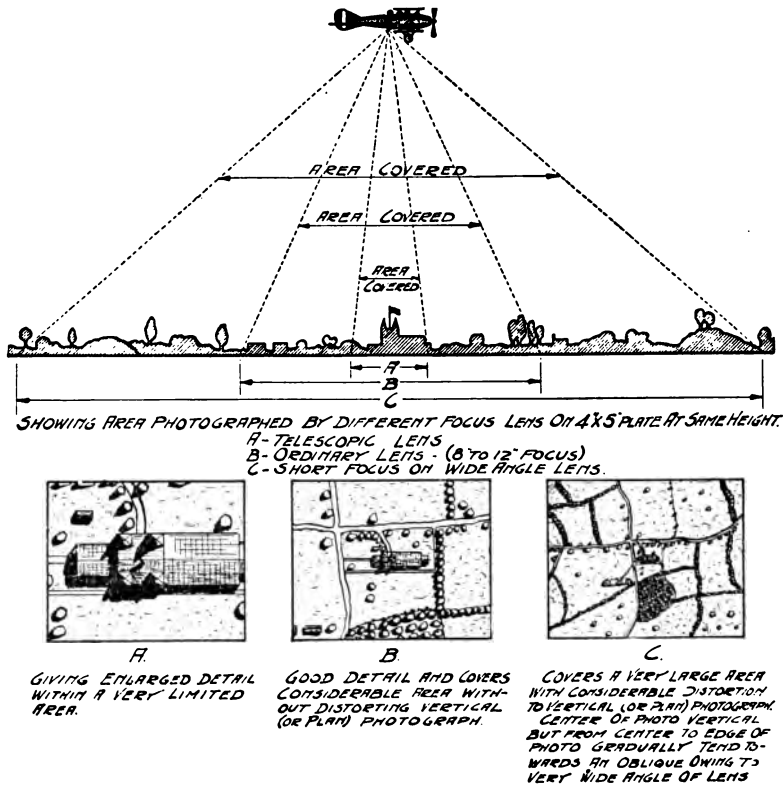 AREA COVERED
AREA COVERED
AREA
COVERED
A
B
C
SHOWING AREA PHOTOGRAPHED BY DIFFERENT FOCUS LENS ON 4"X5" PLATE AT SAME HEIGHT.
A- TELESCOPIC LENS
B- ORDINARY LENS - (8" TO 12" FOCUS)
C- SHORT FOCUS OR WIDE ANGLE LENS.
A.
GIVING ENLARGED DETAIL
WITHIN A VERY LIMITED
AREA.
B.
GOOD DETAIL AND COVERS
CONSIDERABLE AREA WITH-
OUT DISTORTING VERTICAL
(OR PLAN) PHOTOGRAPH.
C.
COVERS A VERY LARGE AREA
WITH CONSIDERABLE DISTORTION
TO VERTICAL (OR PLAN) PHOTOGRAPH.
CENTER OF PHOTO VERTICAL
BUT FROM CENTER TO EDGE OF
PHOTO GRADUALLY TEND TO-
WARDS AN OBLIQUE OWING TO
VERY WIDE ANGLE OF LENS